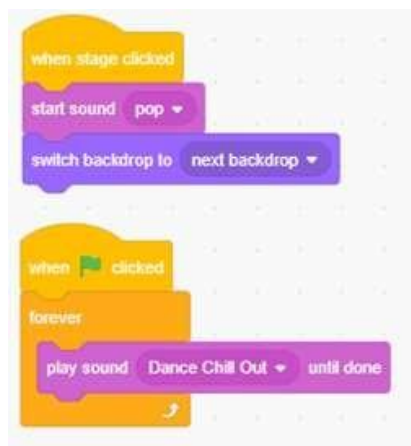 when stage clicked
start sound pop
switch backdrop to next backdrop
when clicked
forever
play sound Dance Chill Out until done